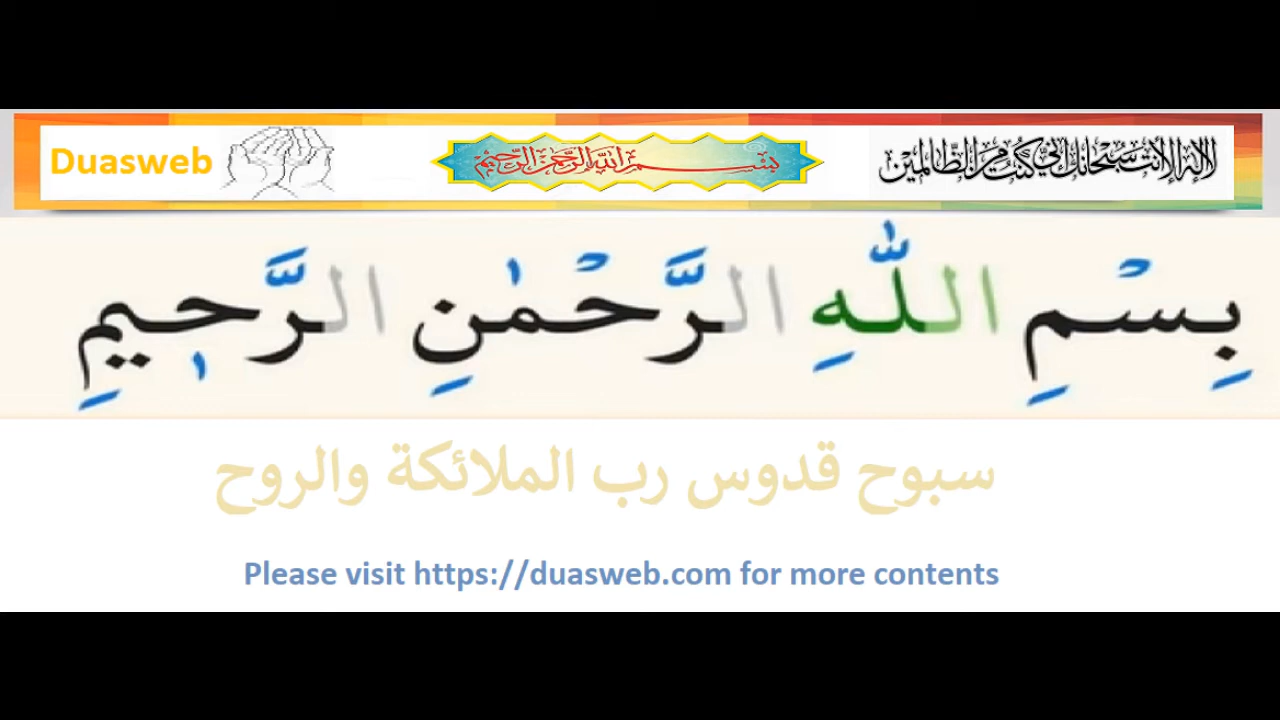 Duasweb
بسم الله الرحمن الرحيم
لا إله إلا أنت سبحانك إني كنت من الظالمين
بِسْمِ اللّٰهِ الرَّحْمٰنِ الرَّحِیْمِ
سبوح قدوس رب الملائكة والروح
Please visit https://duasweb.com for more contents